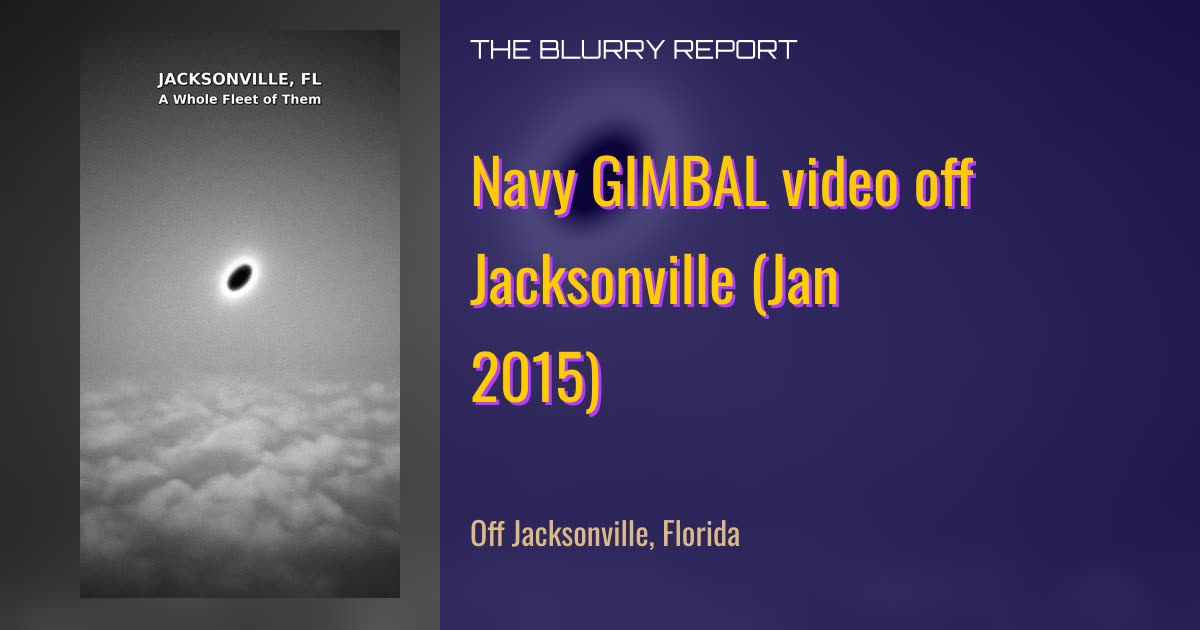 JACKSONVILLE, FL
A Whole Fleet of Them
THE BLURRY REPORT
Navy GIMBAL video off
Jacksonville (Jan
2015)
Off Jacksonville, Florida